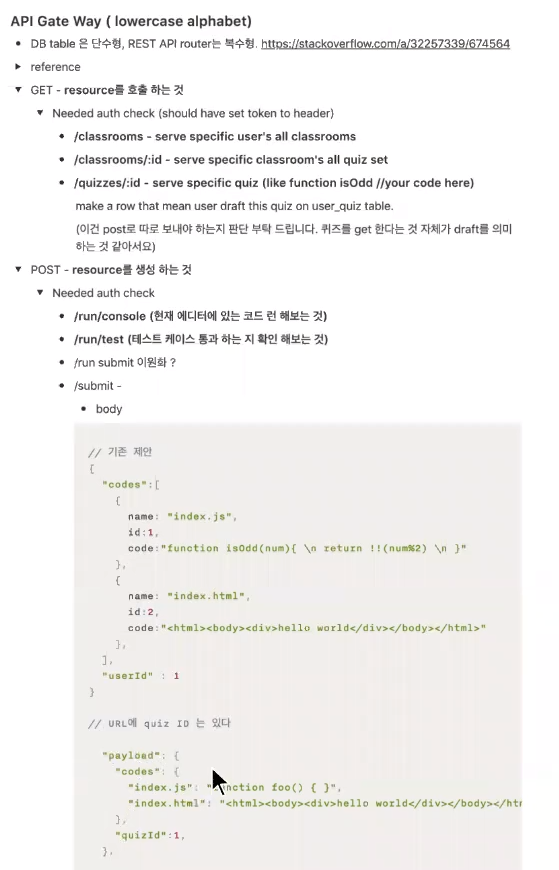 API Gate Way ( lowercase alphabet)
DB table 은 단수형, REST API router는 복수형. https://stackoverflow.com/a/32257339/674564
reference
GET - resource를 호출 하는 것
Needed auth check (should have set token to header)
/classrooms - serve specific user's all classrooms
/classrooms/:id - serve specific classroom's all quiz set
/quizzes/:id - serve specific quiz (like function isOdd //your code here)
make a row that mean user draft this quiz on user_quiz table.
(이건 post로 따로 보내야 하는지 판단 부탁 드립니다. 퀴즈를 get 한다는 것 자체가 draft를 의미
하는 것 같아서요)
POST - resource를 생성 하는 것
Needed auth check
/run/console (현재 에디터에 있는 코드 런 해보는 것)
/run/test (테스트 케이스 통과 하는 지 확인 해보는 것)
/run submit 이원화 ?
/submit -
body
// 기존 제안
{
"codes":[
{
name: "index.js",
id:1,
code:"function isOdd(num){ \n return !!(num%2) \n }"
},
{
name: "index.html",
id:2,
code:"<html><body><div>hello world</div></body></html>"
},
],
"userId" : 1
}
// URL에 quiz ID 는 있다
"payload": {
"codes": {
"index.js": "unction foo() { }",
"index.html": "<html><body><div>hello world</div></body></htm
},
"quizId":1,
},